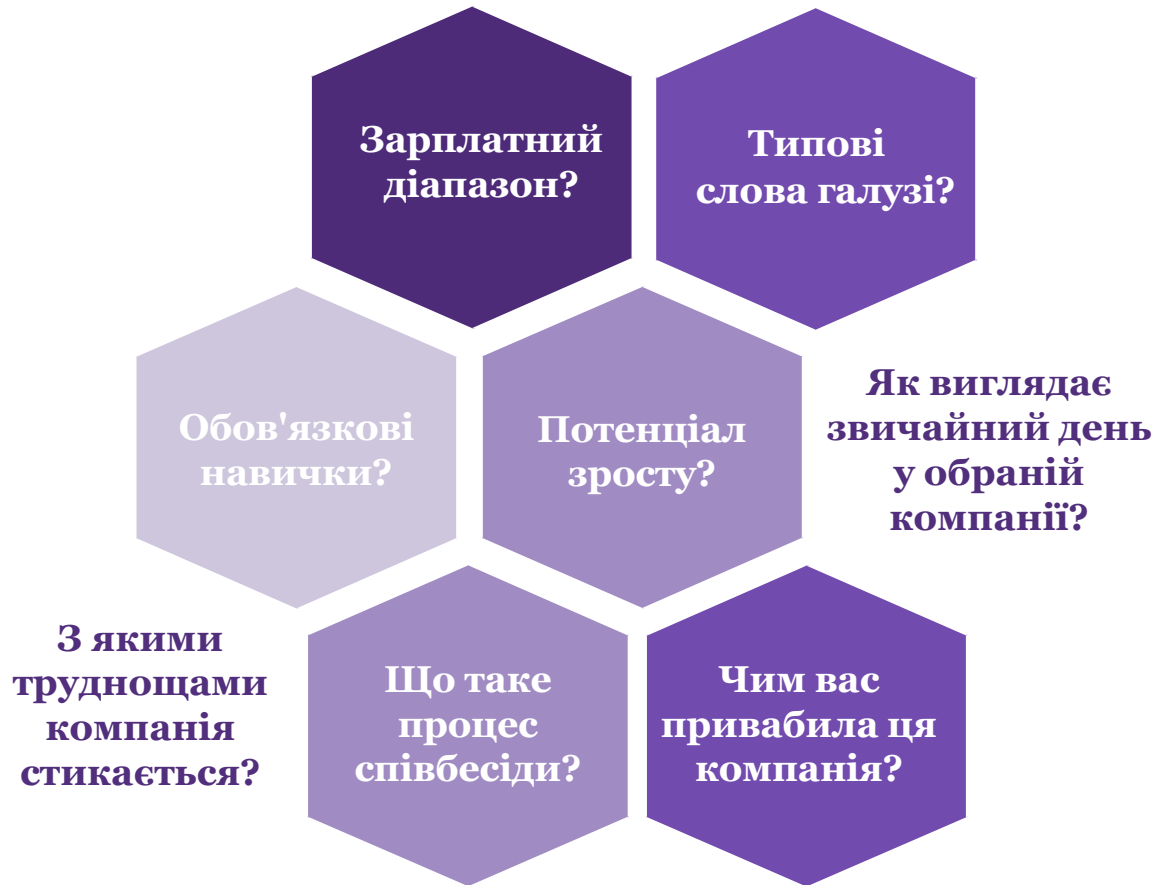 Зарплатний
діапазон?
Типові
слова галузі?
Обов'язкові
навички?
Потенціал
зросту?
Як виглядає
звичайний день
у обраній
компанії?
З якими
труднощами
компанія
стикається?
Що таке
процес
співбесіди?
Чим вас
привабила ця
компанія?